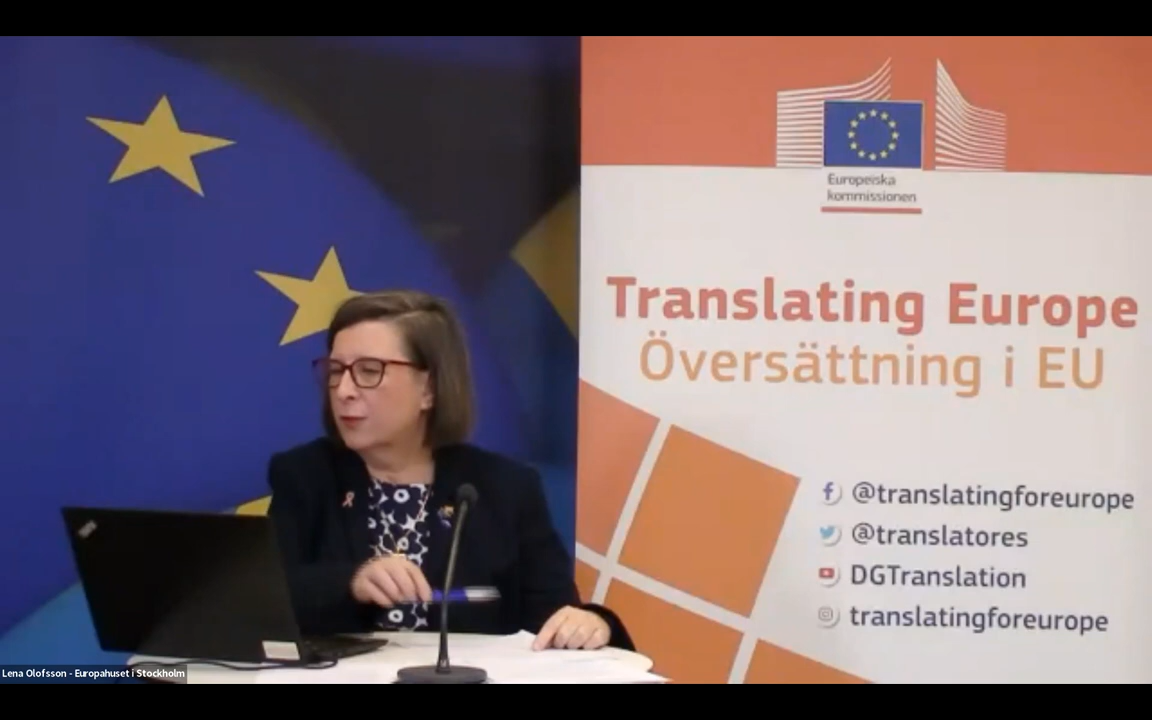 Europeiska
kommissionen
Translating Europe
Översättning i EU
@translatingforeurope
@translatores
DGTranslation
translatingforeurope
Lena Olofsson - Europahuset i Stockholm